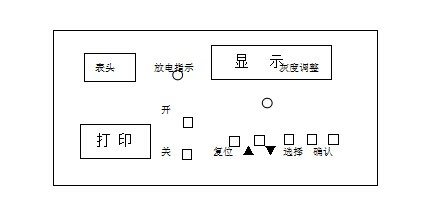 显 示
表头 放电指示 灰度调整
开
打 印
关 复位 ▲ ▼ 选择 确认